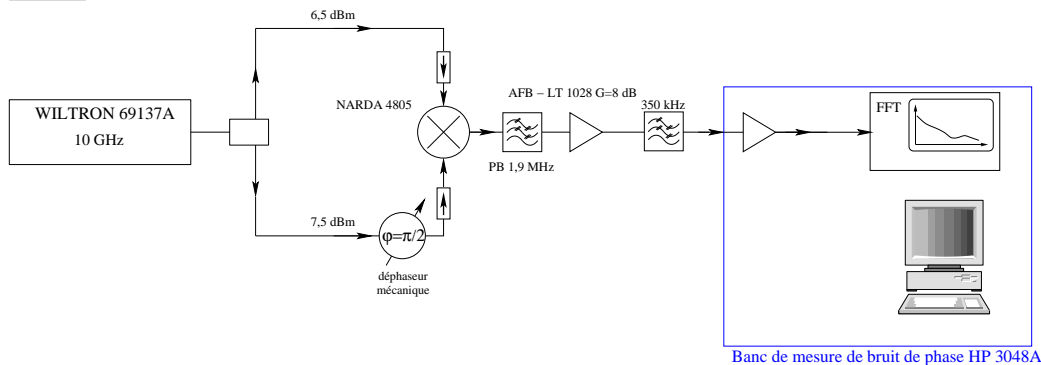 6,5 dBm
WILTRON 69137A
10 GHz
NARDA 4805
AFB – LT 1028 G=8 dB
350 kHz
PB 1,9 MHz
FFT
7,5 dBm
φ=π/2
déphaseur
mécanique
Banc de mesure de bruit de phase HP 3048A